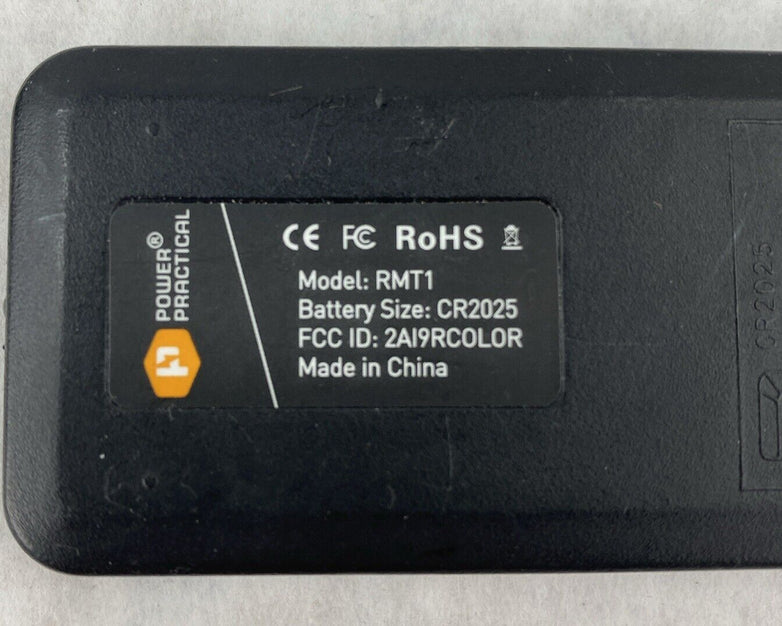 POWER®
PRACTICAL
CE FC RoHS
Model: RMT1
Battery Size: CR2025
FCC ID: 2AI9RCOLOR
Made in China
CR2025